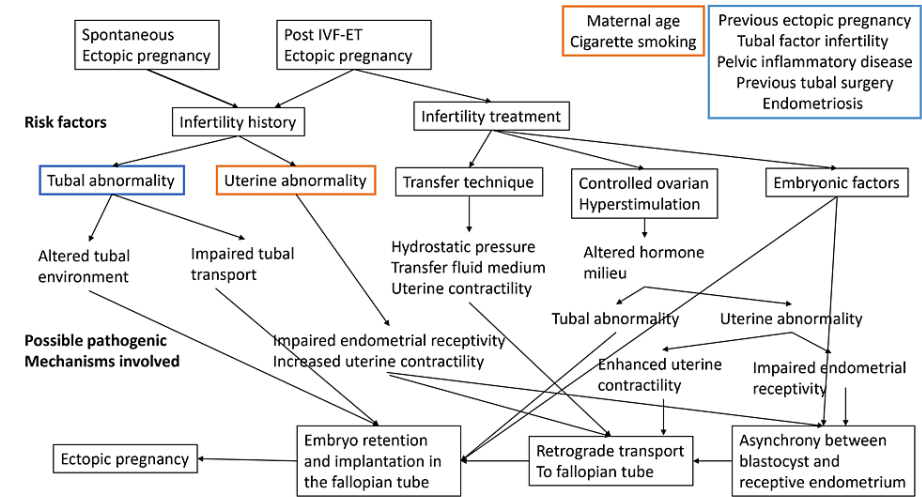 Spontaneous
Ectopic pregnancy
Post IVF-ET
Ectopic pregnancy
Maternal age
Cigarette smoking
Previous ectopic pregnancy
Tubal factor infertility
Pelvic inflammatory disease
Previous tubal surgery
Endometriosis
Risk factors
Infertility history
Infertility treatment
Tubal abnormality
Uterine abnormality
Transfer technique
Controlled ovarian
Hyperstimulation
Embryonic factors
Altered tubal
environment
Impaired tubal
transport
Hydrostatic pressure
Transfer fluid medium
Uterine contractility
Altered hormone
milieu
Tubal abnormality
Uterine abnormality
Possible pathogenic
Mechanisms involved
Impaired endometrial receptivity
Increased uterine contractility
Enhanced uterine
contractility
Impaired endometrial
receptivity
Ectopic pregnancy
Embryo retention
and implantation in
the fallopian tube
Retrograde transport
To fallopian tube
Asynchrony between
blastocyst and
receptive endometrium